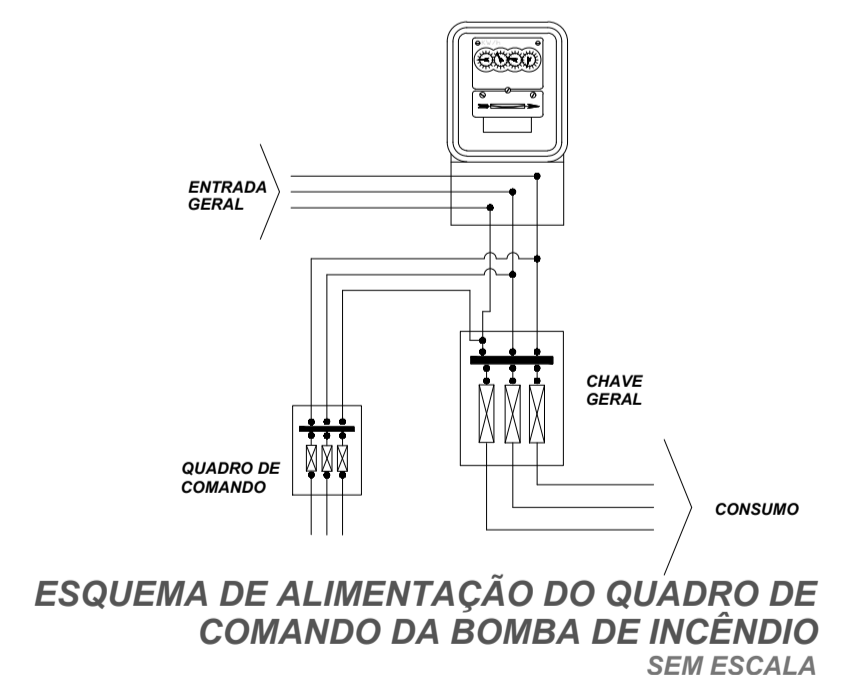 ENTRADA
GERAL
CHAVE
GERAL
QUADRO DE
COMANDO
CONSUMO
ESQUEMA DE ALIMENTAÇÃO DO QUADRO DE
COMANDO DA BOMBA DE INCÊNDIO
SEM ESCALA